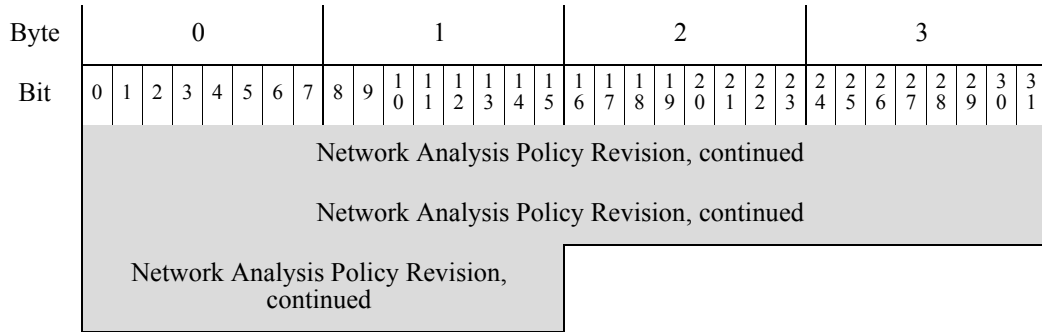 Byte 0 1 2 3
Bit 0 1 2 3 4 5 6 7 8 9 10 11 12 13 14 15 16 17 18 19 20 21 22 23 24 25 26 27 28 29 30 31
Network Analysis Policy Revision, continued
Network Analysis Policy Revision, continued
Network Analysis Policy Revision,
continued